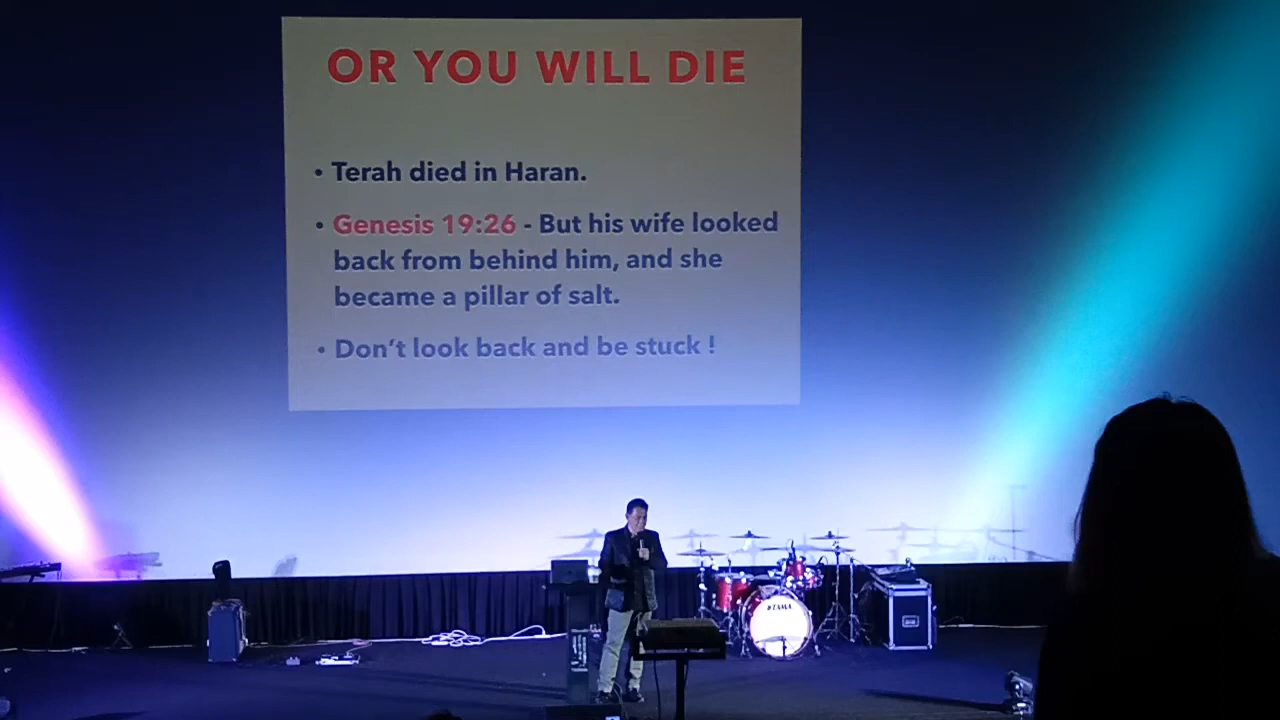 OR YOU WILL DIE
• Terah died in Haran.
• Genesis 19:26 - But his wife looked
back from behind him, and she
became a pillar of salt.
• Don't look back and be stuck !
TAMA